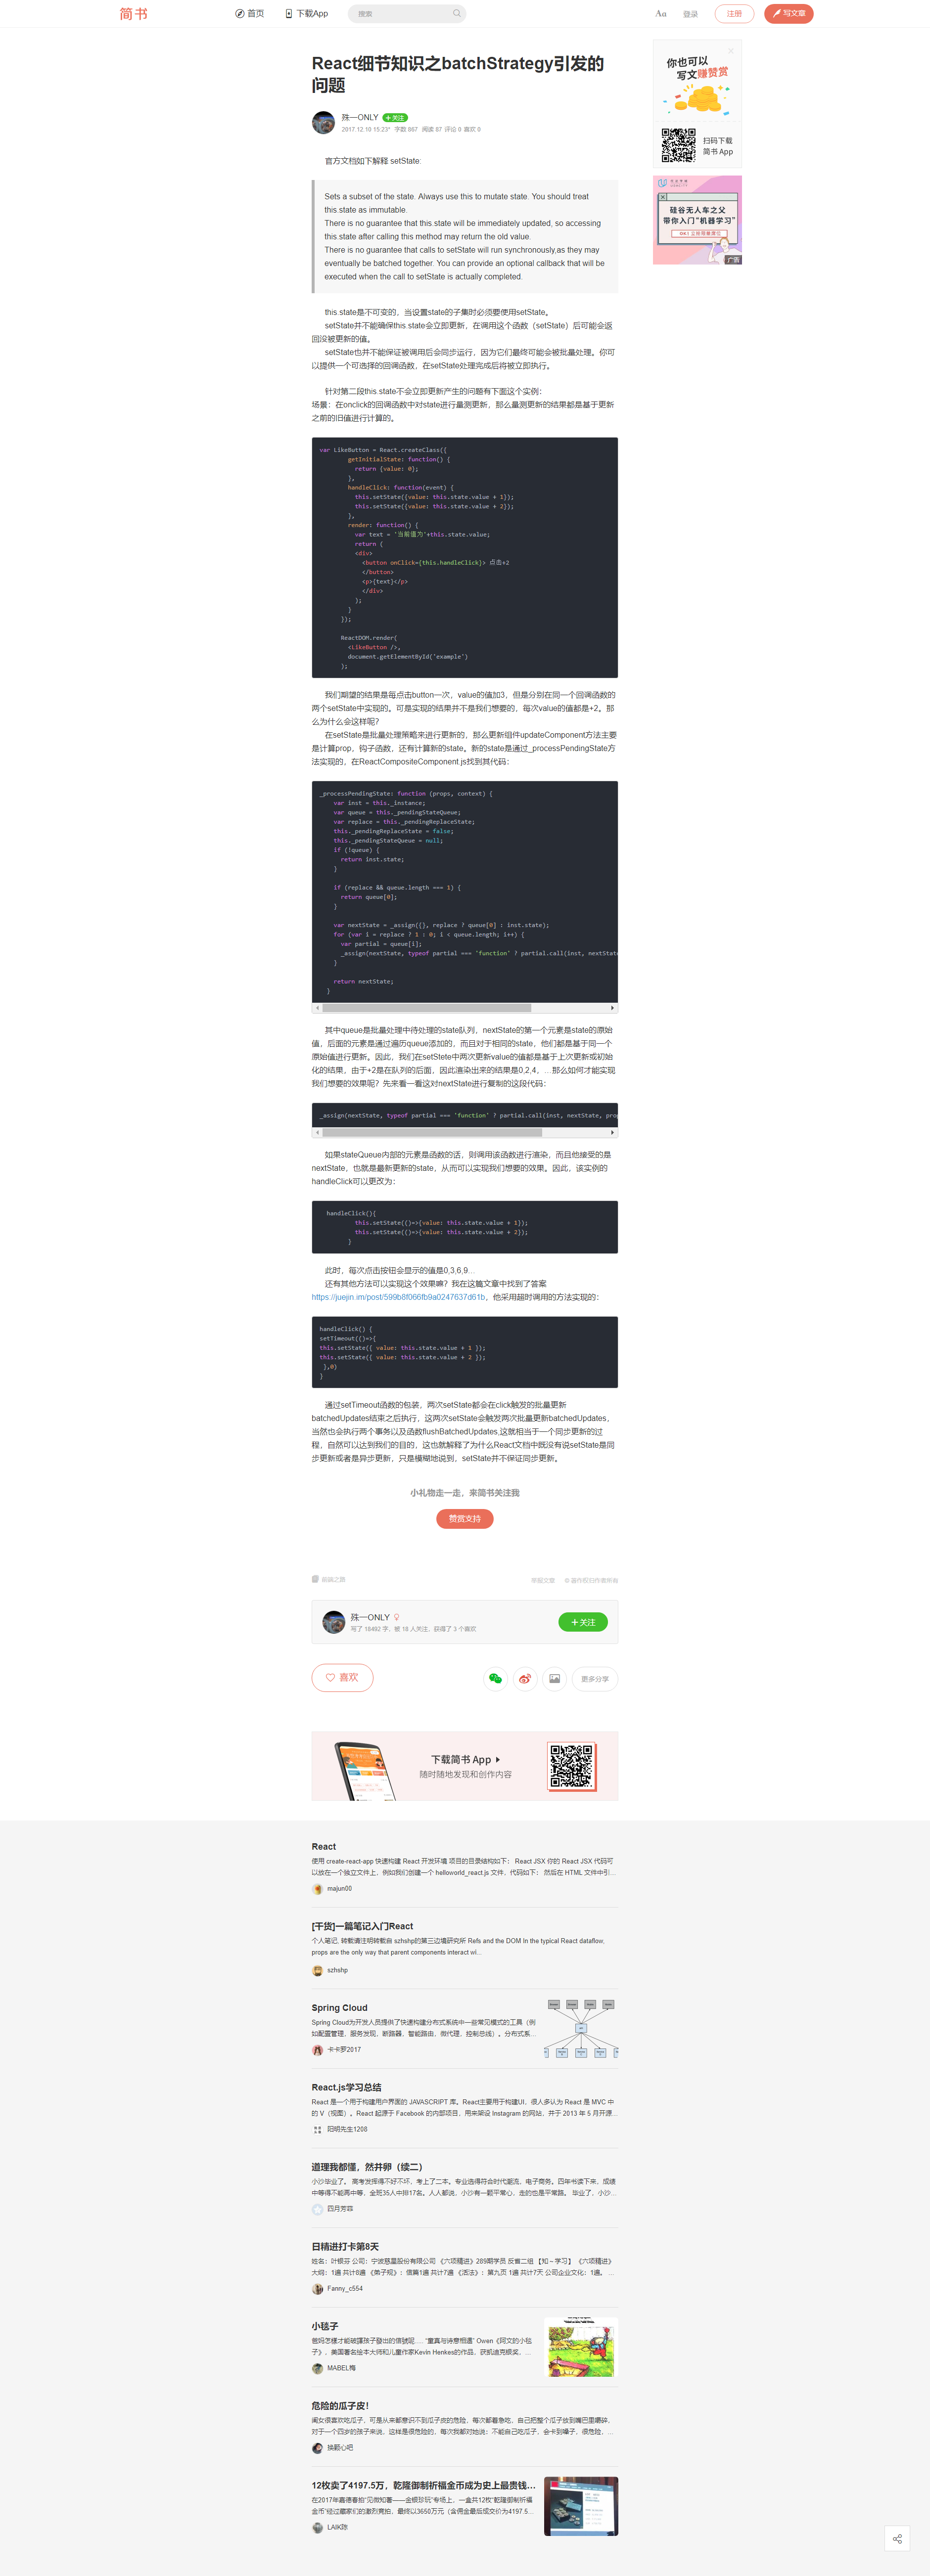 简书
首页
下载App
搜索
Aa
登录
注册
写文章
React细节知识之batchStrategy引发的
问题
殊一ONLY
+关注
2017.12.10 15:23* 字数 867 阅读 87 评论 0 喜欢 0
你也可以
写文赚赞赏
扫码下载
简书 App
硅谷无人车之父
带你入门“机器学习”
广告
官方文档如下解释 setState:
Sets a subset of the state. Always use this to mutate state. You should treat
this.state as immutable.
There is no guarantee that this.state will be immediately updated, so accessing
this.state after calling this method may return the old value.
There is no guarantee that calls to setState will run synchronously,as they may
eventually be batched together. You can provide an optional callback that will be
executed when the call to setState is actually completed.
this.state是不可变的，当设置state的子集时必须要使用setState。
setState并不能确保this.state会立即更新，在调用这个函数（setState）后可能会返
回没被更新的值。
setState也并不能保证被调用后会同步运行，因为它们最终可能会被批量处理。你可
以提供一个可选择的回调函数，在setState处理完成后将被立即执行。
针对第二段this.state不会立即更新产生的问题有下面这个实例：
场景：在onclick的回调函数中对state进行量测更新，那么量测更新的结果都是基于更新
之前的旧值进行计算的。
var LikeButton = React.createClass({
getInitialState: function() {
return {value: 0};
},
handleClick: function(event) {
this.setState({value: this.state.value + 1});
this.setState({value: this.state.value + 2});
},
render: function() {
var text = '当前值为'+this.state.value;
return (
<div>
<button onClick={this.handleClick}> 点击+2
</button>
<p>{text}</p>
</div>
);
}
});
ReactDOM.render(
<LikeButton />,
document.getElementById('example')
);
我们期望的结果是每点击button一次，value的值加3，但是分别在同一个回调函数的
两个setState中实现的。可是实现的结果并不是我们想要的，每次value的值都是+2。那
么为什么会这样呢？
在setState是批量处理策略来进行更新的，那么更新组件updateComponent方法主要
是计算prop，钩子函数，还有计算新的state。新的state是通过_processPendingState方
法实现的，在ReactCompositeComponent.js找到其代码：
_processPendingState: function (props, context) {
var inst = this._instance;
var queue = this._pendingStateQueue;
var replace = this._pendingReplaceState;
this._pendingReplaceState = false;
this._pendingStateQueue = null;
if (!queue) {
return inst.state;
}
if (replace && queue.length === 1) {
return queue[0];
}
var nextState = _assign({}, replace ? queue[0] : inst.state);
for (var i = replace ? 1 : 0; i < queue.length; i++) {
var partial = queue[i];
_assign(nextState, typeof partial === 'function' ? partial.call(inst, nextState
}
return nextState;
}
其中queue是批量处理中待处理的state队列，nextState的第一个元素是state的原始
值，后面的元素是通过遍历queue添加的，而且对于相同的state，他们都是基于同一个
原始值进行更新。因此，我们在setStete中两次更新value的值都是基于上次更新或初始
化的结果，由于+2是在队列的后面，因此渲染出来的结果是0,2,4，…那么如何才能实现
我们想要的效果呢？先来看一看这对nextState进行复制的这段代码：
_assign(nextState, typeof partial === 'function' ? partial.call(inst, nextState, prop
如果stateQueue内部的元素是函数的话，则调用该函数进行渲染，而且他接受的是
nextState，也就是最新更新的state，从而可以实现我们想要的效果。因此，该实例的
handleClick可以更改为：
handleClick(){
this.setState(()=>{value: this.state.value + 1});
this.setState(()=>{value: this.state.value + 2});
}
此时，每次点击按钮会显示的值是0,3,6,9…
还有其他方法可以实现这个效果嘛？我在这篇文章中找到了答案
https://juejin.im/post/599b8f066fb9a0247637d61b，他采用超时调用的方法实现的：
handleClick() {
setTimeout(()=>{
this.setState({ value: this.state.value + 1 });
this.setState({ value: this.state.value + 2 });
},0)
}
通过setTimeout函数的包装，两次setState都会在click触发的批量更新
batchedUpdates结束之后执行，这两次setState会触发两次批量更新batchedUpdates，
当然也会执行两个事务以及函数flushBatchedUpdates,这就相当于一个同步更新的过
程，自然可以达到我们的目的，这也就解释了为什么React文档中既没有说setState是同
步更新或者是异步更新，只是模糊地说到，setState并不保证同步更新。
小礼物走一走，来简书关注我
赞赏支持
前端之路
举报文章 © 著作权归作者所有
殊一ONLY
写了 18492 字，被 18 人关注，获得了 3 个喜欢
+关注
喜欢
更多分享
下载简书 App
随时随地发现和创作内容
React
使用 create-react-app 快速构建 React 开发环境 项目的目录结构如下： React JSX 你的 React JSX 代码可
以放在一个独立文件上，例如我们创建一个 helloworld_react.js 文件，代码如下： 然后在 HTML 文件中引...
majun00
[干货]一篇笔记入门React
个人笔记, 转载请注明转载自 szhshp的第三边境研究所 Refs and the DOM In the typical React dataflow,
props are the only way that parent components interact wi...
szhshp
Spring Cloud
Spring Cloud为开发人员提供了快速构建分布式系统中一些常见模式的工具（例
如配置管理，服务发现，断路器，智能路由，微代理，控制总线）。分布式系...
卡卡罗2017
React.js学习总结
React 是一个用于构建用户界面的 JAVASCRIPT 库。React主要用于构建UI，很人多认为 React 是 MVC 中
的 V（视图）。React 起源于 Facebook 的内部项目，用来架设 Instagram 的网站，并于 2013 年 5 月开源...
阳明先生1208
道理我都懂，然并卵（续二）
小沙毕业了。 高考发挥得不好不坏，考上了二本。专业选得符合时代潮流，电子商务。四年书读下来，成绩
中等得不能再中等，全班35人中排17名。人人都说，小沙有一颗平常心，走的也是平常路。 毕业了，小沙...
四月芳菲
日精进打卡第8天
姓名：叶银芬 公司：宁波慈星股份有限公司 《六项精进》289期学员 反省二组 【知～学习】 《六项精进》
大纲：1遍 共计8遍 《弟子规》：信篇1遍 共计7遍 《活法》：第九页 1遍 共计7天 公司企业文化：1遍。 ...
Fanny_c554
小毯子
MABEL梅
危险的瓜子皮！
闺女很喜欢吃瓜子，可是从来都意识不到瓜子皮的危险，每次都着急吃，自己把整个瓜子放到嘴巴里嚼碎，
对于一个四岁的孩子来说，这样是很危险的，每次我都对她说：不能自己吃瓜子，会卡到嗓子，很危险，...
操颗心吧
12枚卖了4197.5万，乾隆御制祈福金币成为史上最贵钱...
在2017年嘉德春拍“见微知著——金银珍玩”专场上，一盒共12枚“乾隆御制祈福
金币”经过藏家们的激烈竞拍，最终以3650万元（含佣金最后成交价为4197.5...